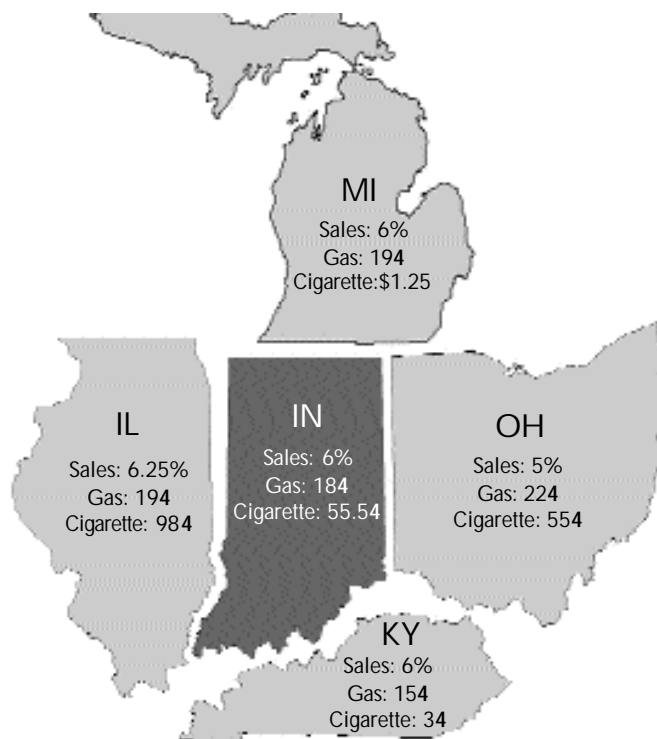 MI
Sales: 6%
Gas: 194
Cigarette:$1.25
IL
Sales: 6.25%
Gas: 194
Cigarette: 984
IN
Sales: 6%
Gas: 184
Cigarette: 55.54
OH
Sales: 5%
Gas: 224
Cigarette: 554
KY
Sales: 6%
Gas: 154
Cigarette: 34